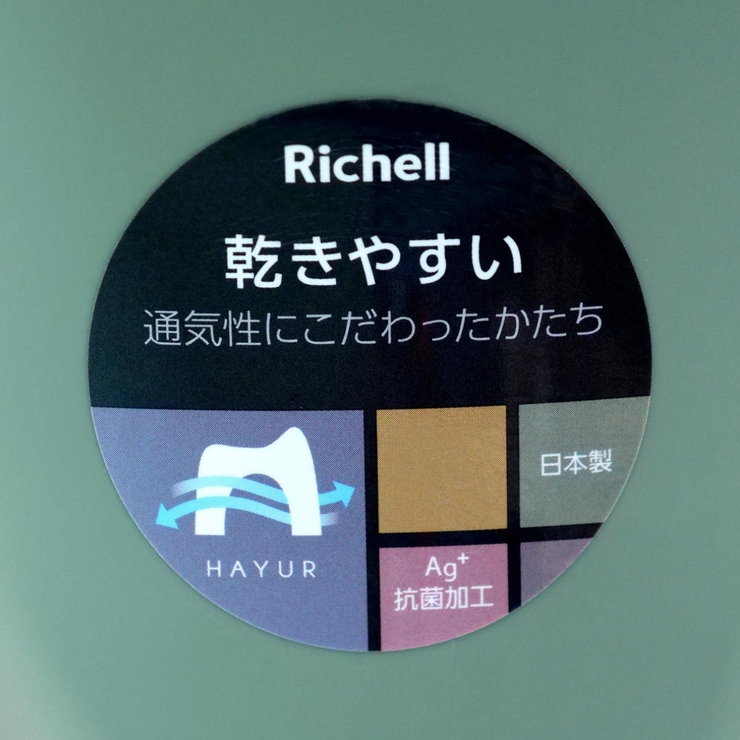 Richell
乾きやすい
通気性にこだわったかたち
日本製
HAYUR
Ag+
抗菌加工